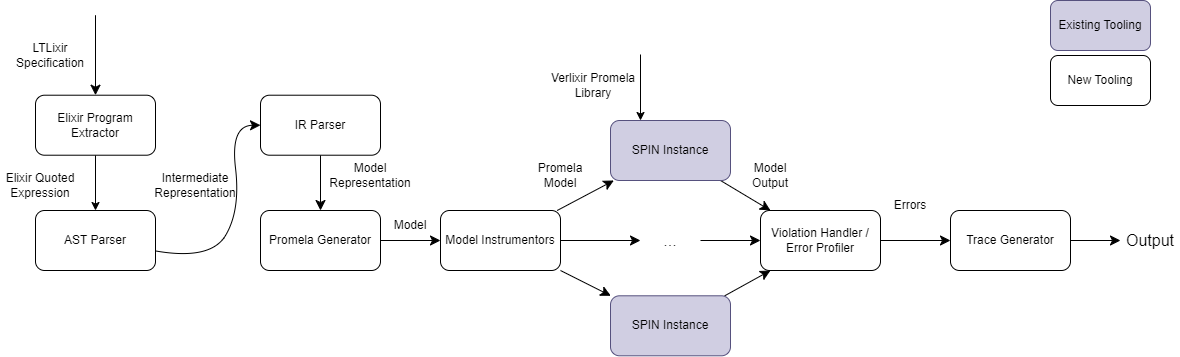 Existing Tooling
New Tooling
LTLixir
Specification
Elixir Program
Extractor
Elixir Quoted
Expression
AST Parser
Intermediate
Representation
IR Parser
Model
Representation
Promela Generator
Model
Model Instrumentors
Promela
Model
Verlixir Promela
Library
SPIN Instance
...
SPIN Instance
Model
Output
Violation Handler /
Error Profiler
Errors
Trace Generator
Output